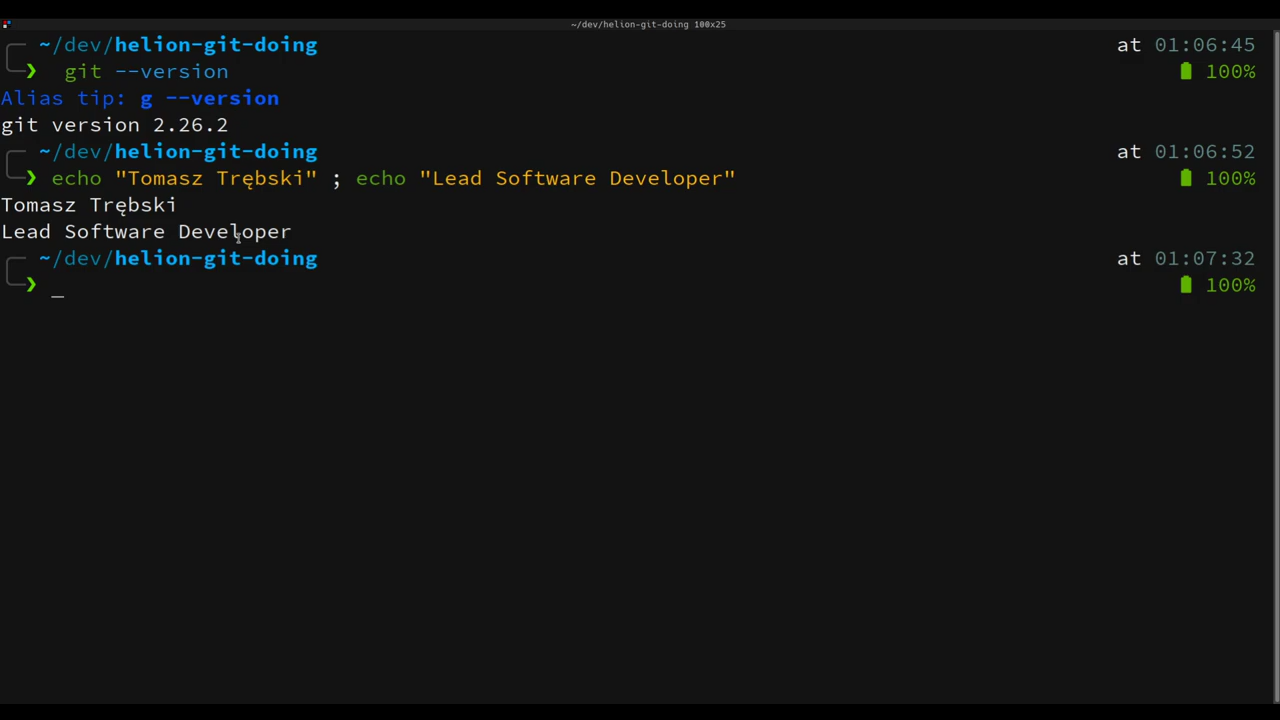 ~/dev/helion-git-doing 100x25
~/dev/helion-git-doing at 01:06:45
❯ git --version 100%
Alias tip: g --version
git version 2.26.2
~/dev/helion-git-doing at 01:06:52
❯ echo "Tomasz Trębski" ; echo "Lead Software Developer" 100%
Tomasz Trębski
Lead Software Developer
~/dev/helion-git-doing at 01:07:32
❯ _ 100%